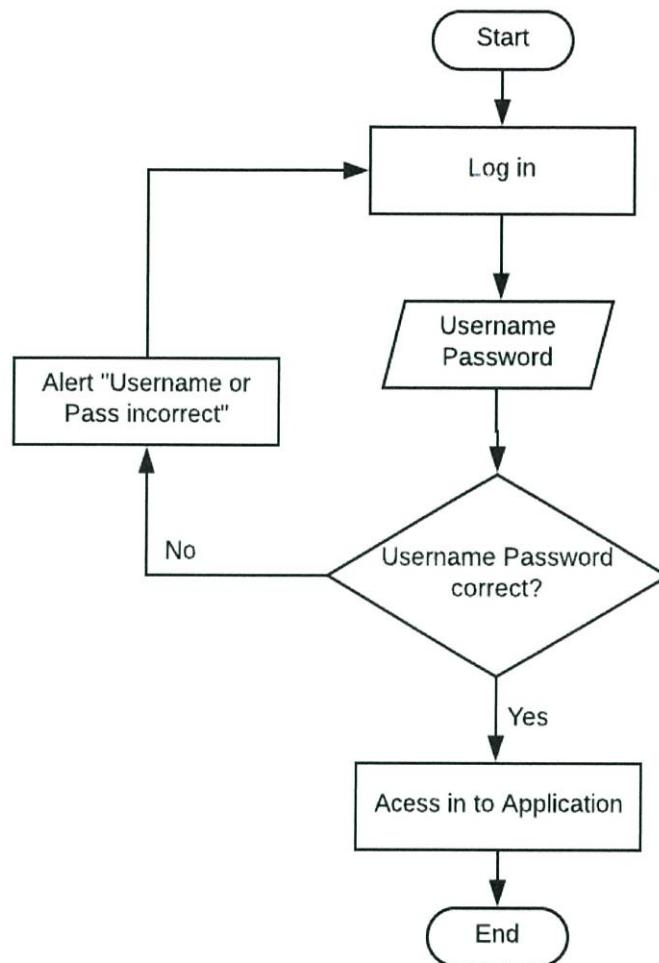 Start
Log in
Username
Password
Alert "Username or
Pass incorrect"
No
Username Password
correct?
Yes
Acess in to Application
End